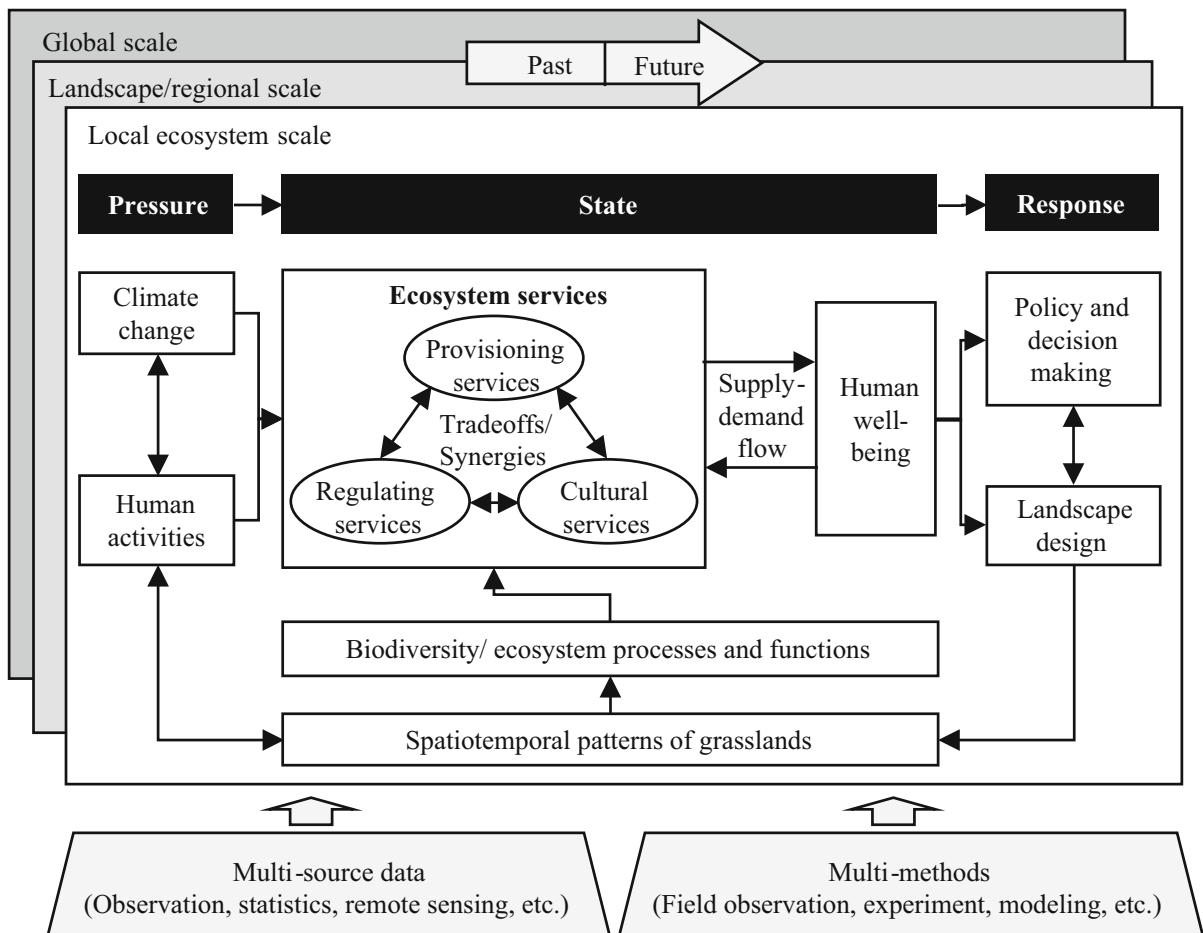 Global scale
Past
Future
Landscape/regional scale
Local ecosystem scale
Pressure
State
Response
Climate
change
Human
activities
Ecosystem services
Provisioning
services
Tradeoffs/
Synergies
Regulating
services
Cultural
services
Supply-
demand
flow
Human
well-
being
Policy and
decision
making
Landscape
design
Biodiversity/ ecosystem processes and functions
Spatiotemporal patterns of grasslands
Multi-source data
(Observation, statistics, remote sensing, etc.)
Multi-methods
(Field observation, experiment, modeling, etc.)